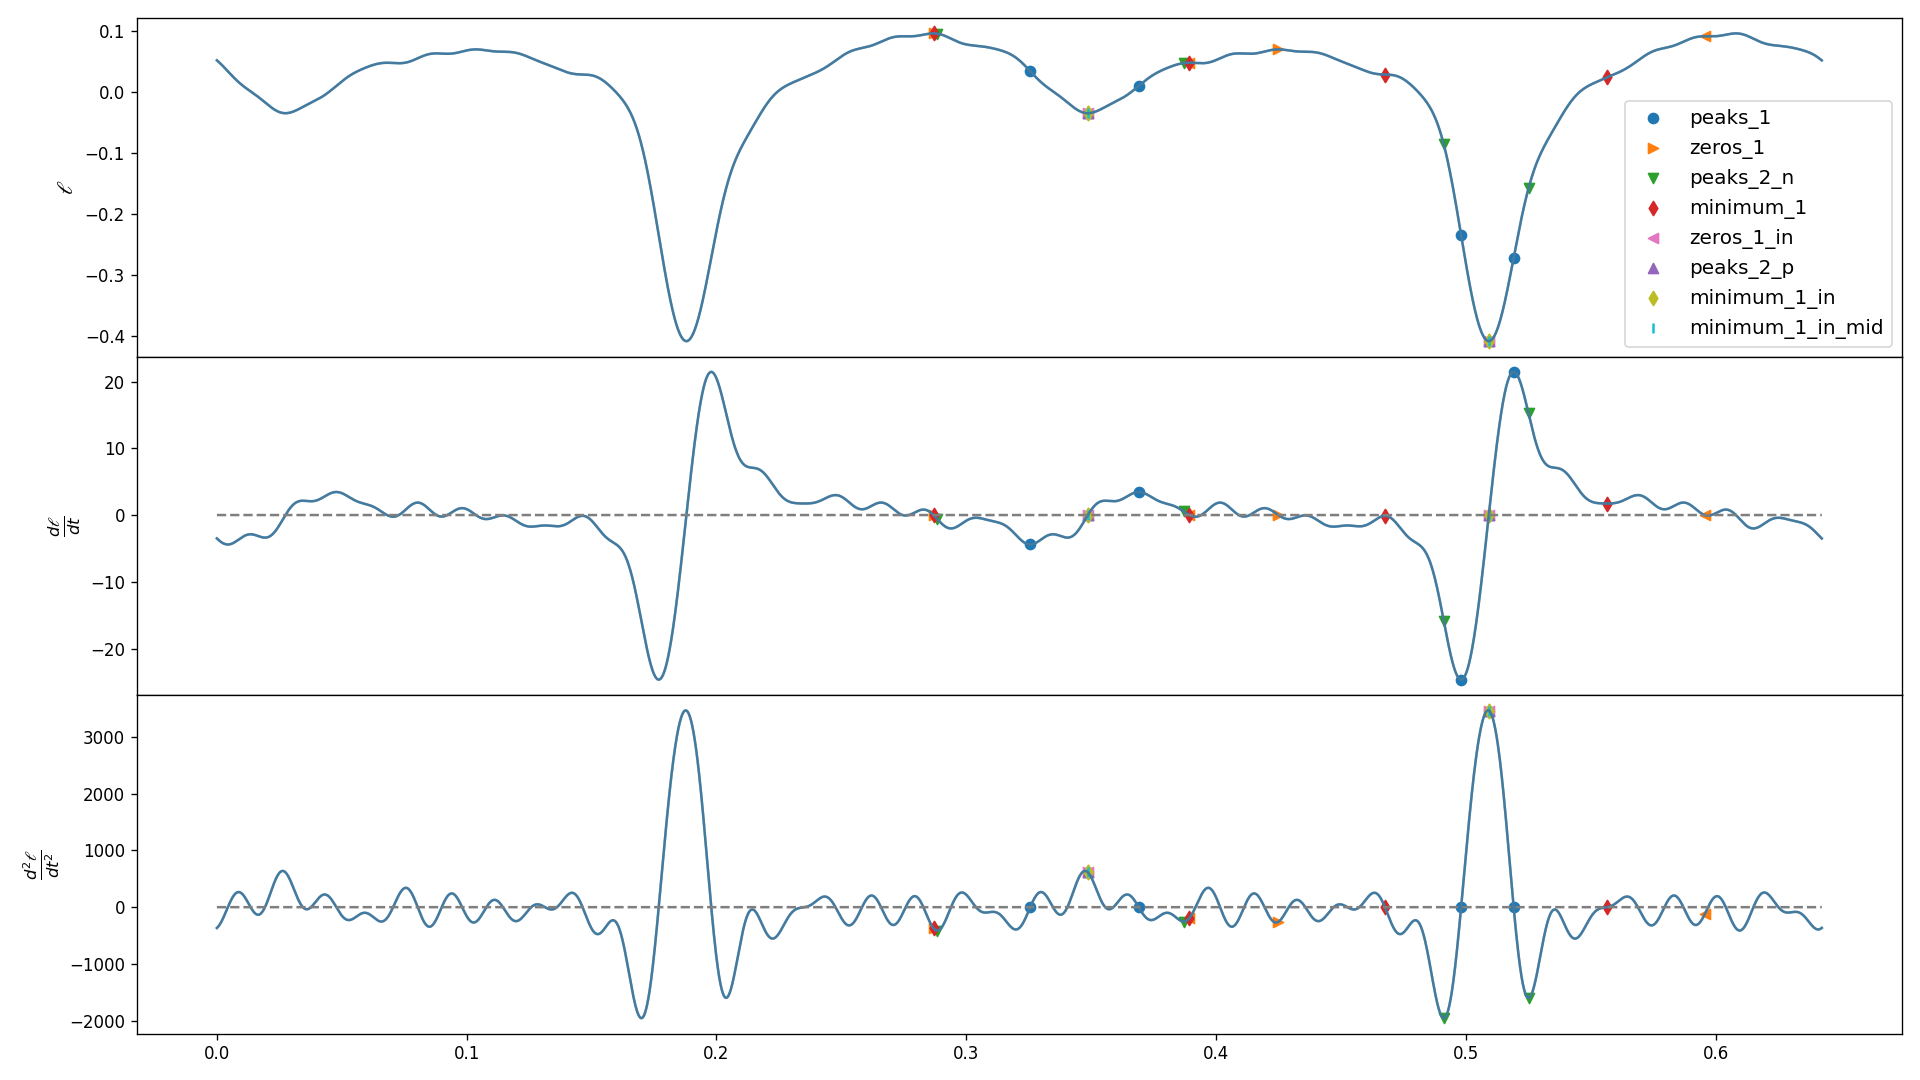 0.1
0.0
−0.1
−0.2
−0.3
−0.4
ℓ
peaks_1
zeros_1
peaks_2_n
minimum_1
zeros_1_in
peaks_2_p
minimum_1_in
minimum_1_in_mid
20
10
0
−10
−20
dℓ
dt
3000
2000
1000
0
−1000
−2000
d²ℓ
dt²
0.0 0.1 0.2 0.3 0.4 0.5 0.6